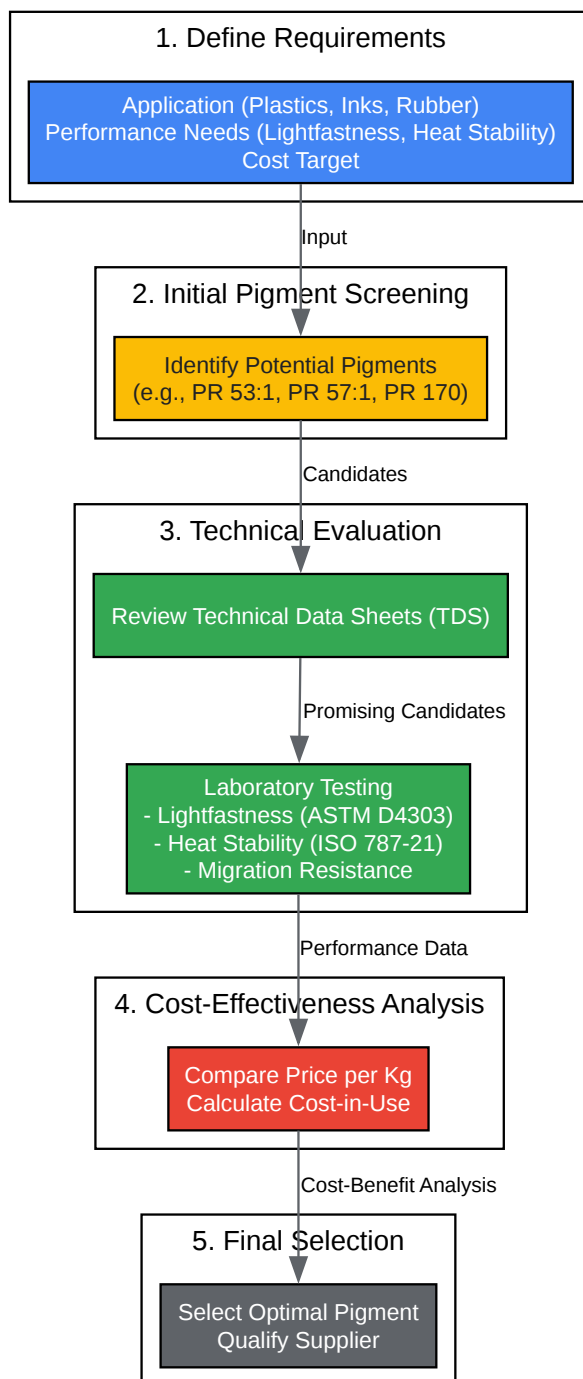 1. Define Requirements
Application (Plastics, Inks, Rubber)
Performance Needs (Lightfastness, Heat Stability)
Cost Target
Input
2. Initial Pigment Screening
Identify Potential Pigments
(e.g., PR 53:1, PR 57:1, PR 170)
Candidates
3. Technical Evaluation
Review Technical Data Sheets (TDS)
Promising Candidates
Laboratory Testing
- Lightfastness (ASTM D4303)
- Heat Stability (ISO 787-21)
- Migration Resistance
Performance Data
4. Cost-Effectiveness Analysis
Compare Price per Kg
Calculate Cost-in-Use
Cost-Benefit Analysis
5. Final Selection
Select Optimal Pigment
Qualify Supplier